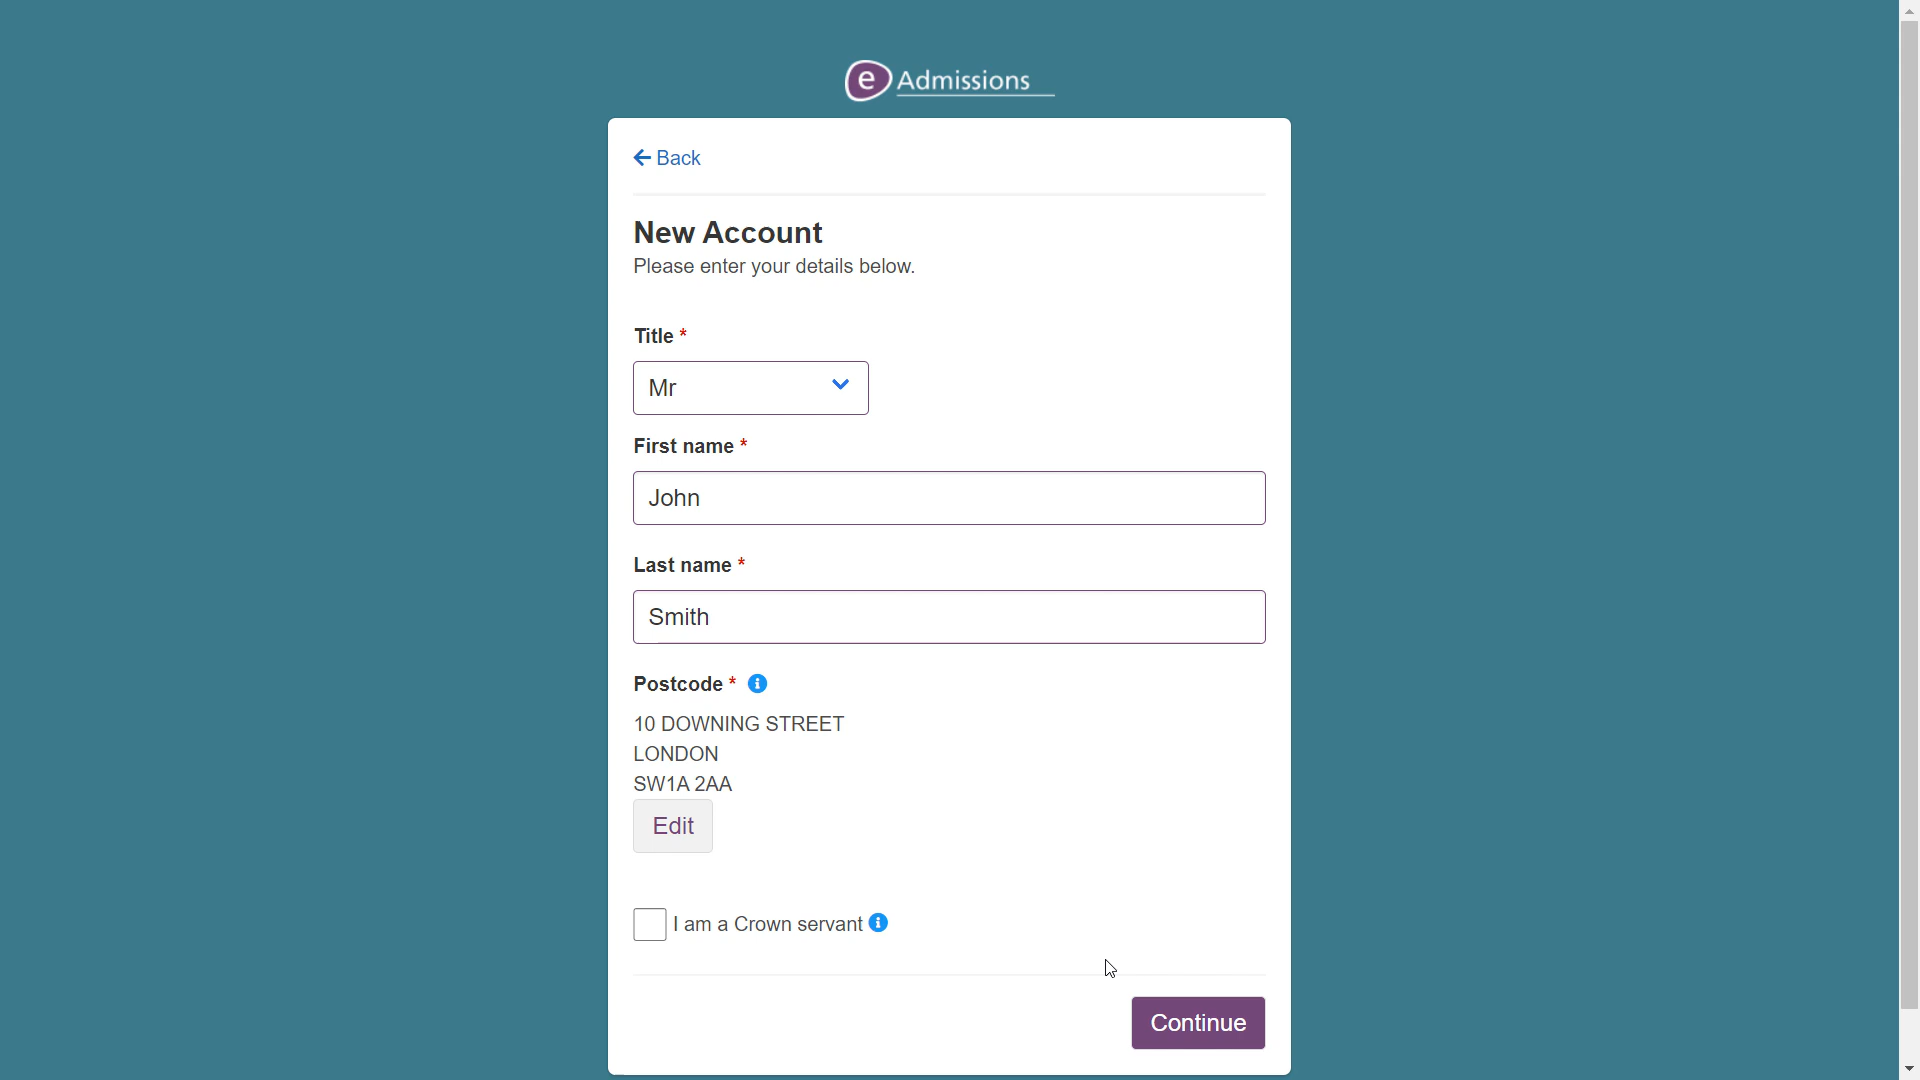 e Admissions
Back
New Account
Please enter your details below.
Title *
Mr
First name *
John
Last name *
Smith
Postcode * i
10 DOWNING STREET
LONDON
SW1A 2AA
Edit
I am a Crown servant i
Continue